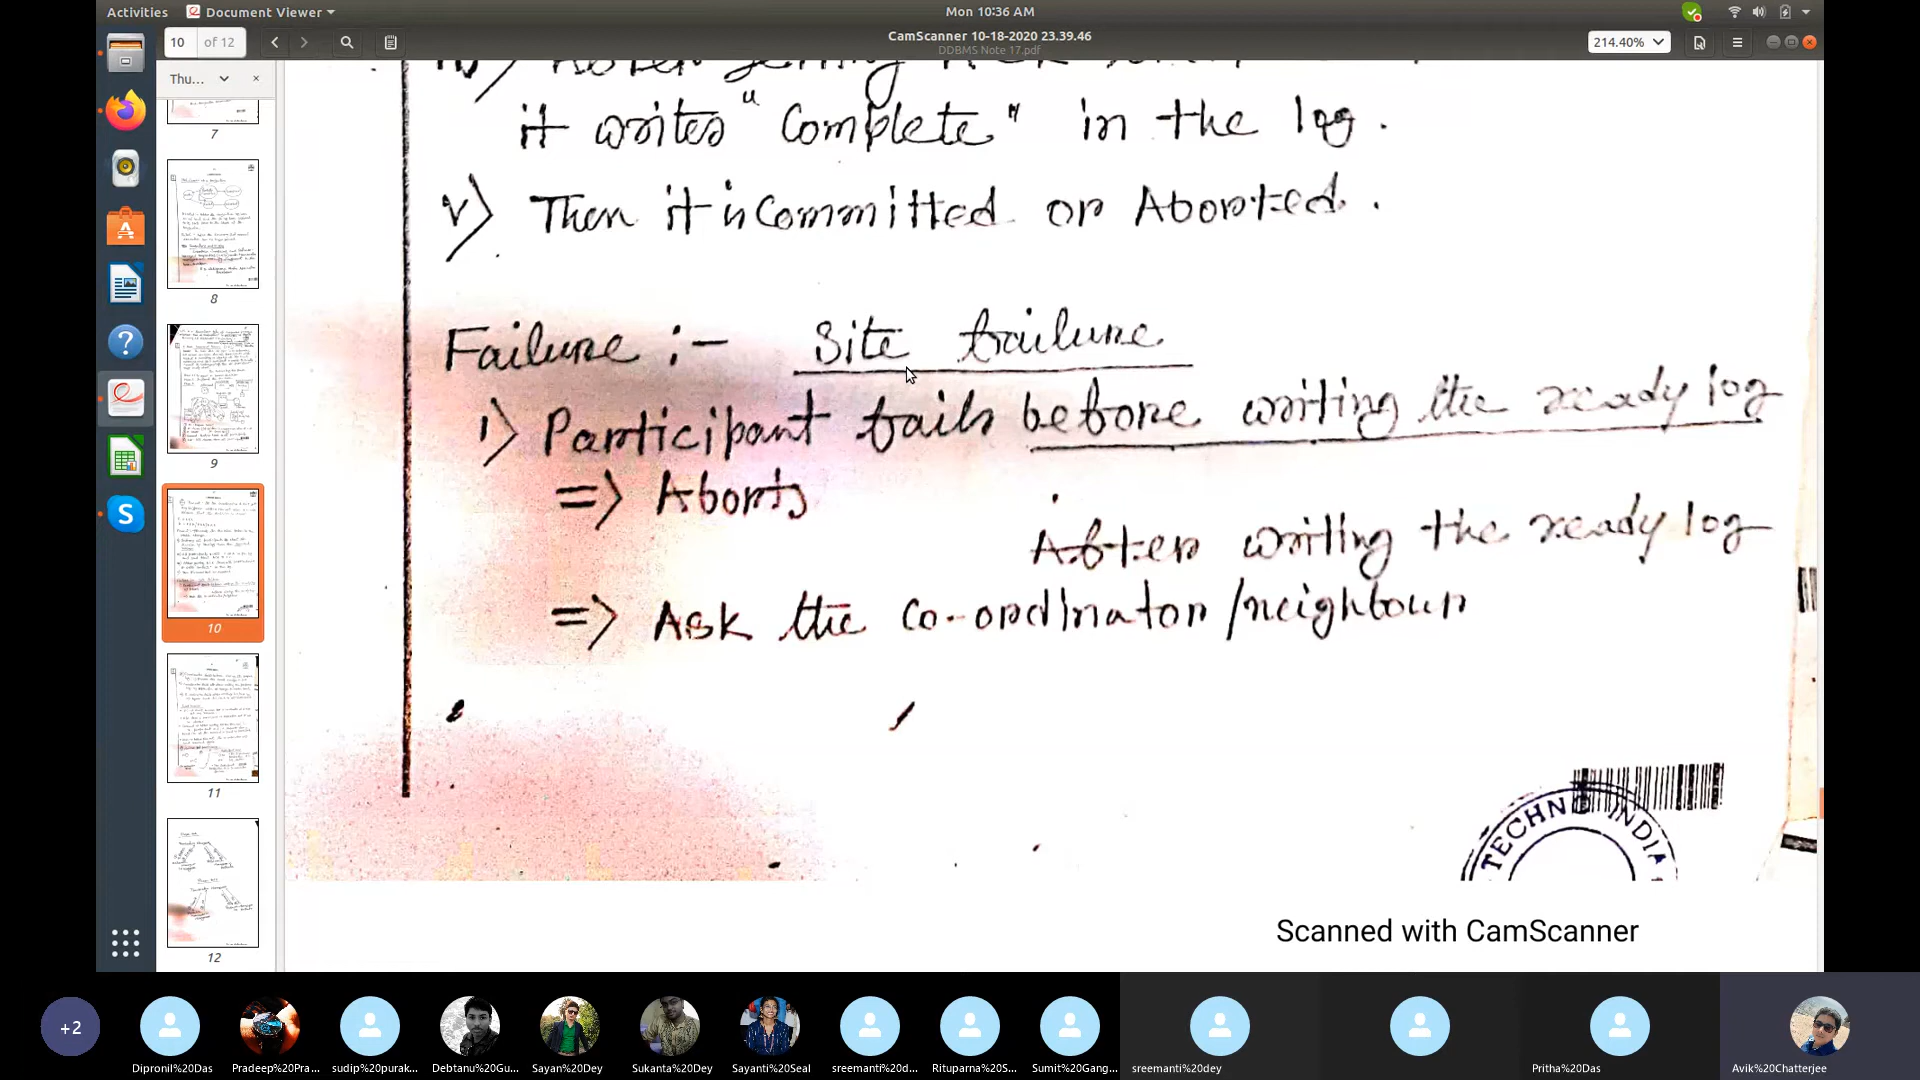 Activities
Document Viewer
Mon 10:36 AM
10 of 12
CamScanner 10-18-2020 23.39.46
DDBMS Note 17.pdf
214.40%
Thu...
7
8
9
10
11
12
it writes "Complete" in the log.
v) Then it is Committed or Aborted.
Failure :- Site failure
i) Participant fails before writing the ready log
=> Aborts
After writing the ready log
=> Ask the co-ordinator/neighbour
TECHNO INDIA
Scanned with CamScanner
+2
Dipronil%20Das
Pradeep%20Pra...
sudip%20purak...
Debtanu%20Gu...
Sayan%20Dey
Sukanta%20Dey
Sayanti%20Seal
sreemanti%20d...
Rituparna%20S...
Sumit%20Gang...
sreemanti%20dey
Pritha%20Das
Avik%20Chatterjee